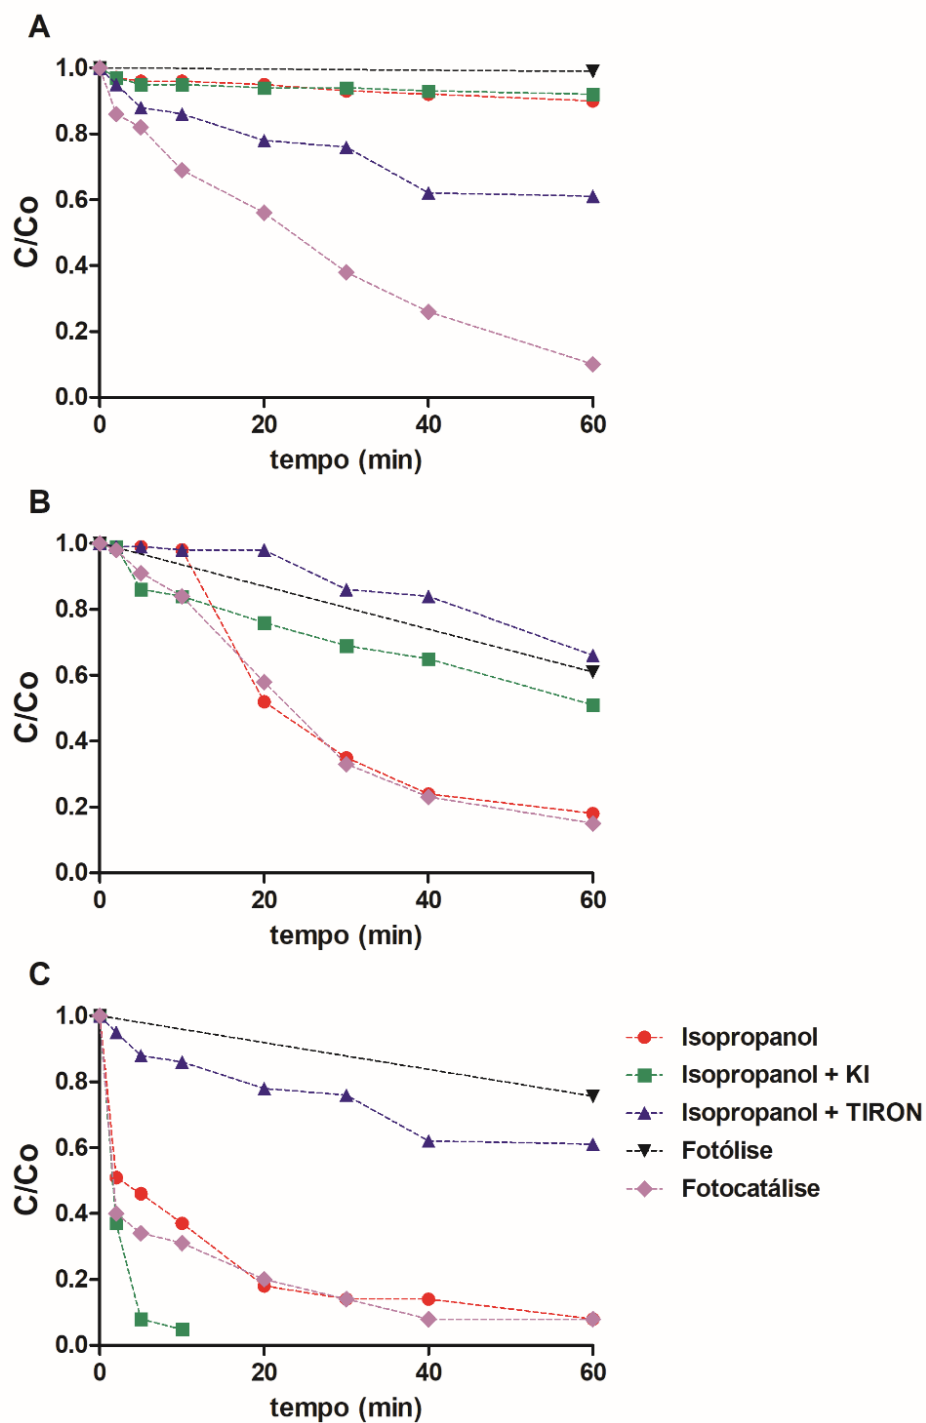 A
1.0
0.8
0.6
0.4
0.2
0.0
C/Co
0 20 40 60
tempo (min)
B
1.0
0.8
0.6
0.4
0.2
0.0
C/Co
0 20 40 60
tempo (min)
C
1.0
0.8
0.6
0.4
0.2
0.0
C/Co
0 20 40 60
tempo (min)
Isopropanol
Isopropanol + KI
Isopropanol + TIRON
Fotólise
Fotocatálise